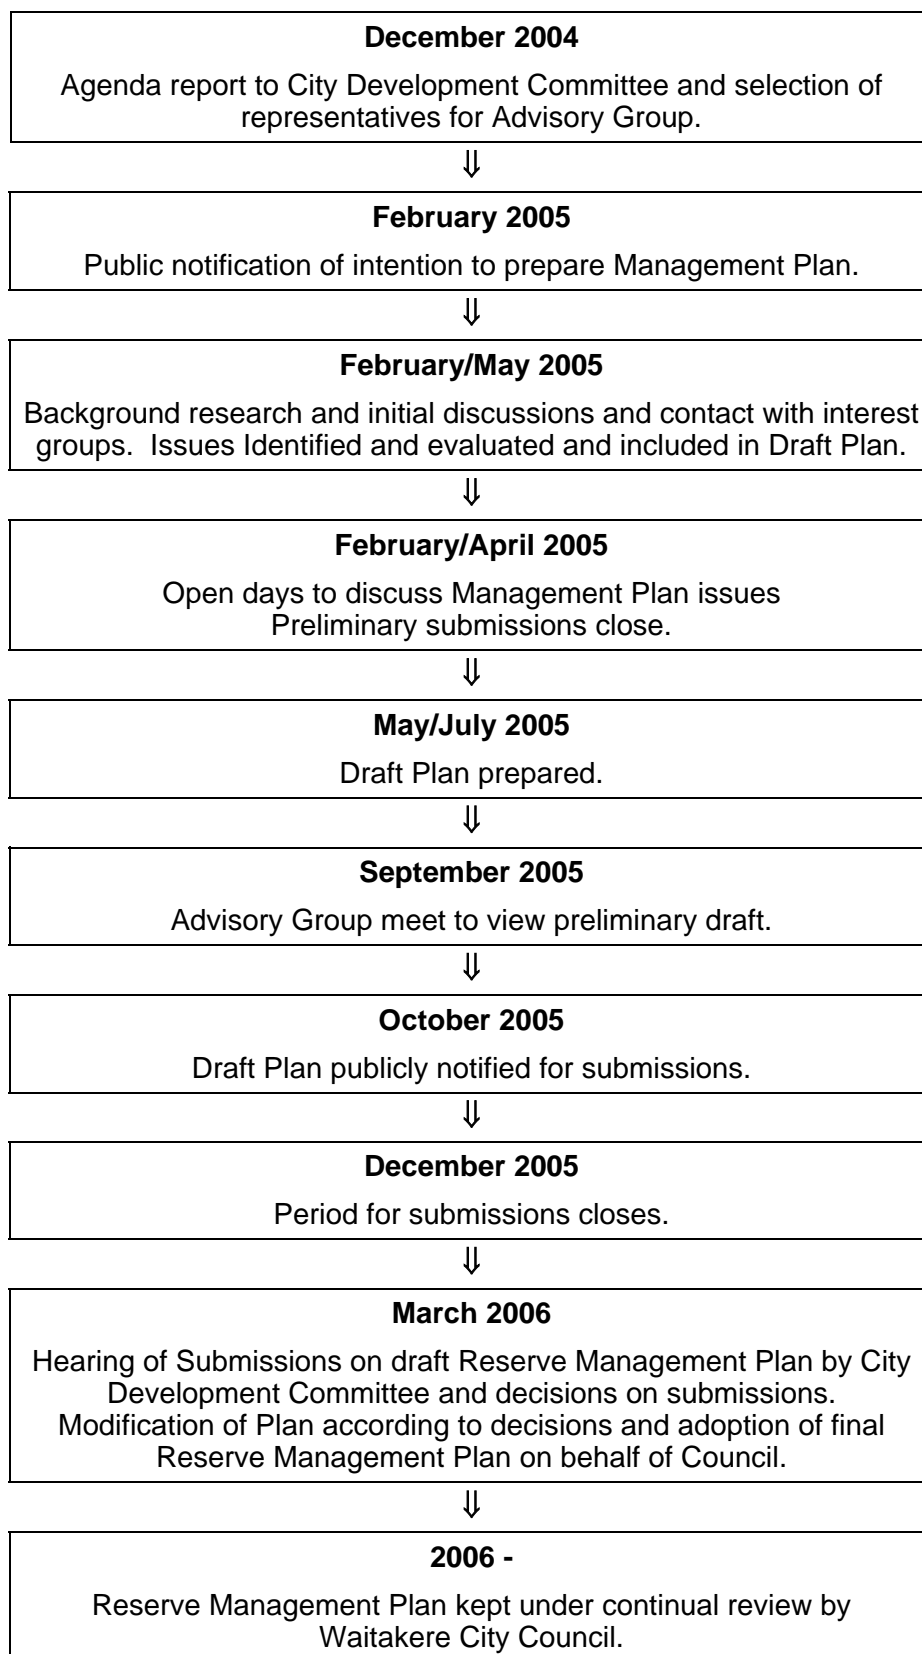 December 2004
Agenda report to City Development Committee and selection of
representatives for Advisory Group.
⇓
February 2005
Public notification of intention to prepare Management Plan.
⇓
February/May 2005
Background research and initial discussions and contact with interest
groups.  Issues Identified and evaluated and included in Draft Plan.
⇓
February/April 2005
Open days to discuss Management Plan issues
Preliminary submissions close.
⇓
May/July 2005
Draft Plan prepared.
⇓
September 2005
Advisory Group meet to view preliminary draft.
⇓
October 2005
Draft Plan publicly notified for submissions.
⇓
December 2005
Period for submissions closes.
⇓
March 2006
Hearing of Submissions on draft Reserve Management Plan by City
Development Committee and decisions on submissions.
Modification of Plan according to decisions and adoption of final
Reserve Management Plan on behalf of Council.
⇓
2006 -
Reserve Management Plan kept under continual review by
Waitakere City Council.